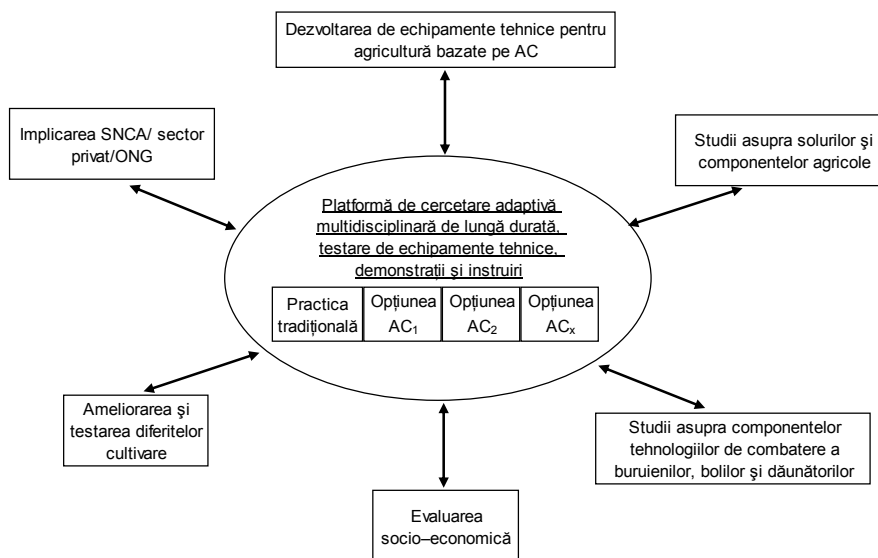 Dezvoltarea de echipamente tehnice pentru
agricultură bazate pe AC
Implicarea SNCA/ sector
privat/ONG
Studii asupra solurilor şi
componentelor agricole
Platformă de cercetare adaptivă
multidisciplinară de lungă durată,
testare de echipamente tehnice,
demonstraţii şi instruiri
Practica
tradiţională
Opţiunea
AC₁
Opţiunea
AC₂
Opţiunea
ACₓ
Ameliorarea şi
testarea diferitelor
cultivare
Studii asupra componentelor
tehnologiilor de combatere a
buruienilor, bolilor şi dăunătorilor
Evaluarea
socio–economică